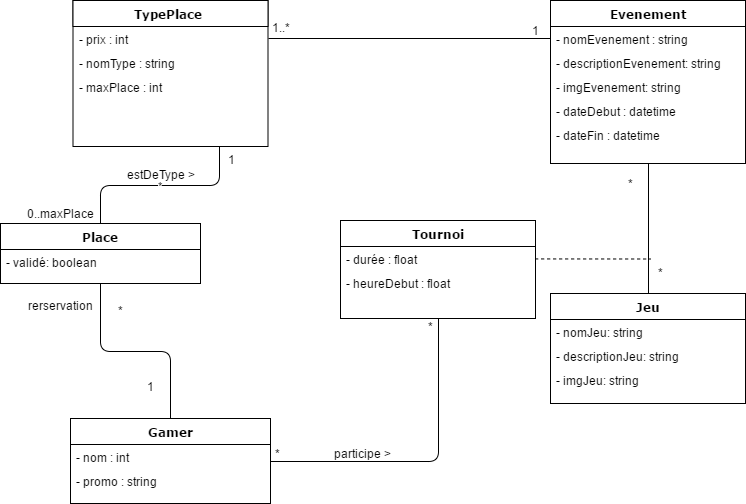 TypePlace
- prix : int
- nomType : string
- maxPlace : int
1..*
1
Evenement
- nomEvenement : string
- descriptionEvenement: string
- imgEvenement: string
- dateDebut : datetime
- dateFin : datetime
1
estDeType >
*
0..maxPlace
*
*
Place
- validé: boolean
rerservation
*
1
Tournoi
- durée : float
- heureDebut : float
*
Jeu
- nomJeu: string
- descriptionJeu: string
- imgJeu: string
Gamer
- nom : int
- promo : string
*
participe >